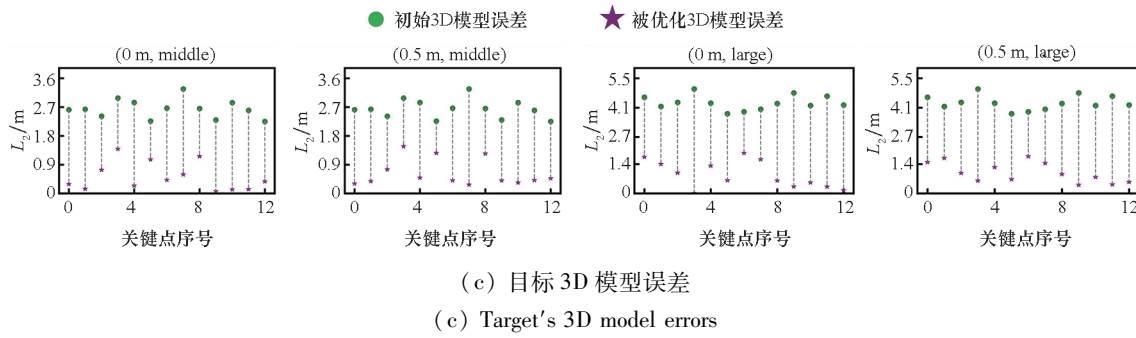 初始3D模型误差 被优化3D模型误差
(0 m, middle) (0.5 m, middle) (0 m, large) (0.5 m, large)
3.6 3.6 5.5 5.5
2.7 2.7 4.1 4.1
1.8 1.8 2.7 2.7
0.9 0.9 1.4 1.4
0 0 0 0
L₂/m L₂/m L₂/m L₂/m
0 4 8 12 0 4 8 12 0 4 8 12 0 4 8 12
关键点序号 关键点序号 关键点序号 关键点序号
(c) 目标 3D 模型误差
(c) Target's 3D model errors